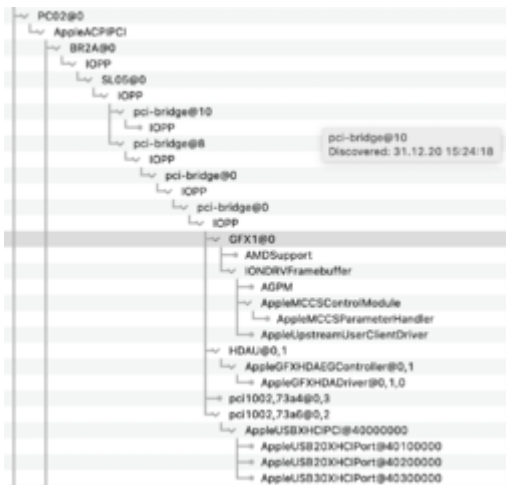 PC02@0
AppleACPIPCI
BR2A@0
IOPP
SL05@0
IOPP
pci-bridge@10
IOPP
pci-bridge@8
IOPP
pci-bridge@10
Discovered: 31.12.20 15:24:18
pci-bridge@0
IOPP
pci-bridge@0
IOPP
GFX1@0
AMDSupport
IONDRVFramebuffer
AGPM
AppleMCCSControlModule
AppleMCCSParameterHandler
AppleUpstreamUserClientDriver
HDAU@0,1
AppleGFXHDAEGController@0,1
AppleGFXHDADriver@0,1,0
pci1002,73a4@0,3
pci1002,73a6@0,2
AppleUSBXHCIPCI@40000000
AppleUSB20XHCIPort@40100000
AppleUSB20XHCIPort@40200000
AppleUSB30XHCIPort@40300000